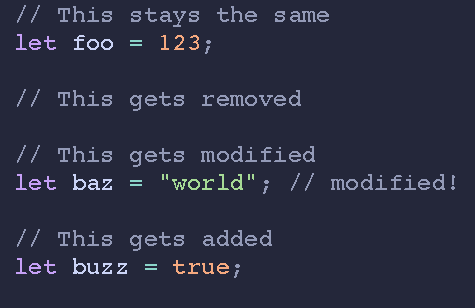 // This stays the same
let foo = 123;
// This gets removed
// This gets modified
let baz = "world"; // modified!
// This gets added
let buzz = true;